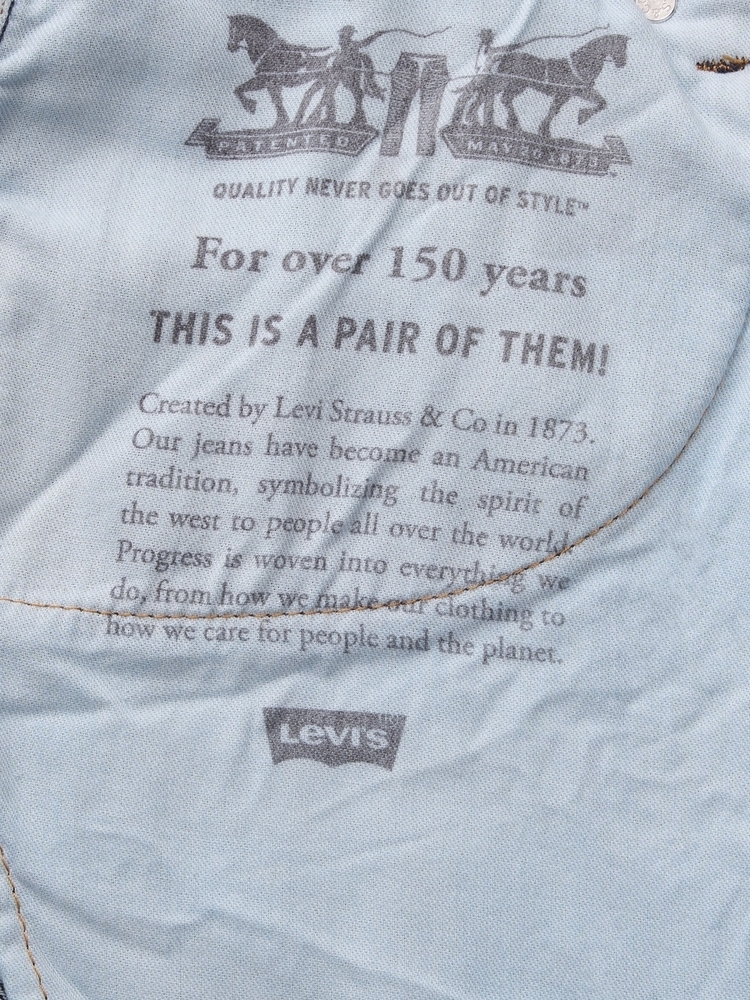 PATENTED MAY 20 1873
QUALITY NEVER GOES OUT OF STYLE™
For over 150 years
THIS IS A PAIR OF THEM!
Created by Levi Strauss & Co in 1873.
Our jeans have become an American
tradition, symbolizing the spirit of
the west to people all over the world.
Progress is woven into everything we
do, from how we make our clothing to
how we care for people and the planet.
Levi's